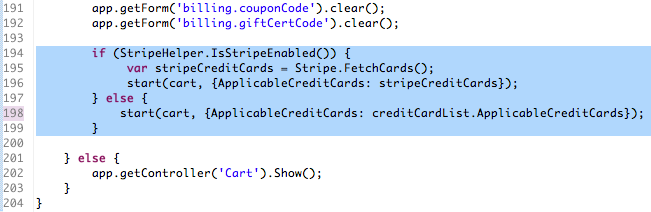 191 app.getForm('billing.couponCode').clear();
192 app.getForm('billing.giftCertCode').clear();
193
194 if (StripeHelper.IsStripeEnabled()) {
195 var stripeCreditCards = Stripe.FetchCards();
196 start(cart, {ApplicableCreditCards: stripeCreditCards});
197 } else {
198 start(cart, {ApplicableCreditCards: creditCardList.ApplicableCreditCards});
199 }
200
201 } else {
202 app.getController('Cart').Show();
203 }
204 }